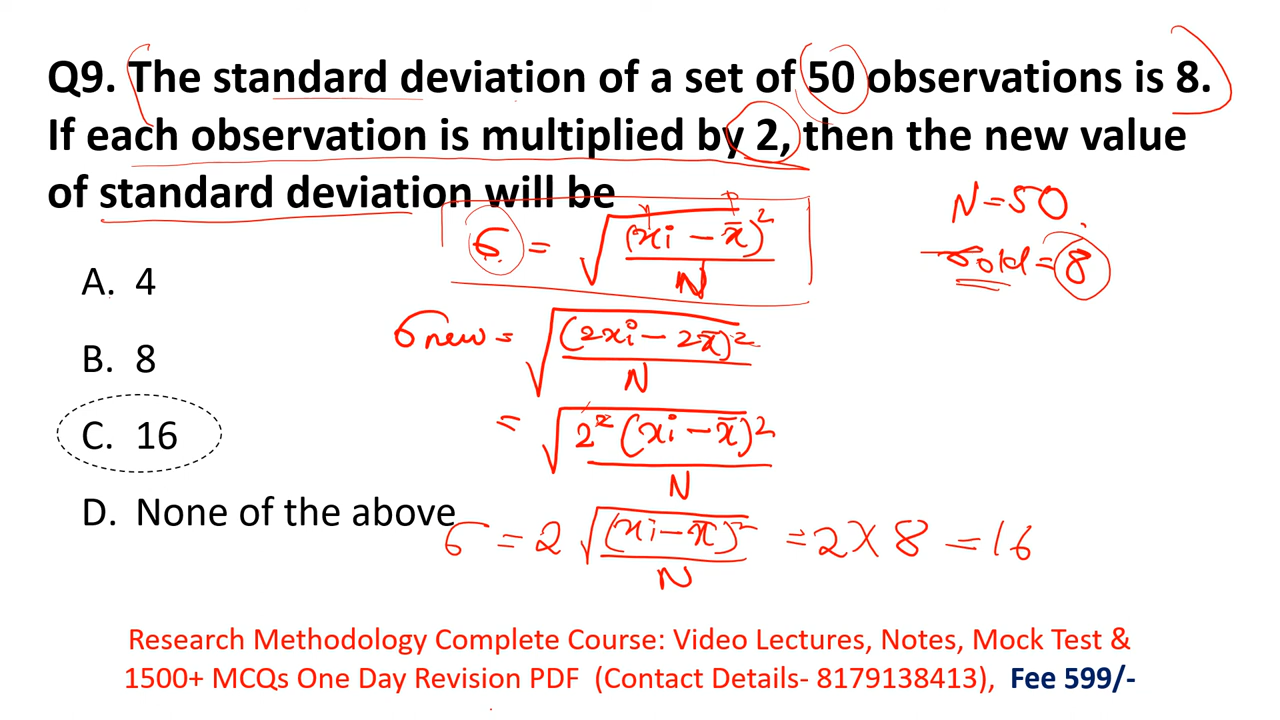 Q9. The standard deviation of a set of 50 observations is 8.
If each observation is multiplied by 2, then the new value
of standard deviation will be
N=50.
σold = 8
σ = √(xi - x̄)² / N
A. 4
σnew = √(2xi - 2x̄)² / N
B. 8
= √2² (xi - x̄)² / N
C. 16
D. None of the above
σ = 2 √(xi - x̄)² / N = 2 × 8 = 16
Research Methodology Complete Course: Video Lectures, Notes, Mock Test &
1500+ MCQs One Day Revision PDF (Contact Details- 8179138413), Fee 599/-